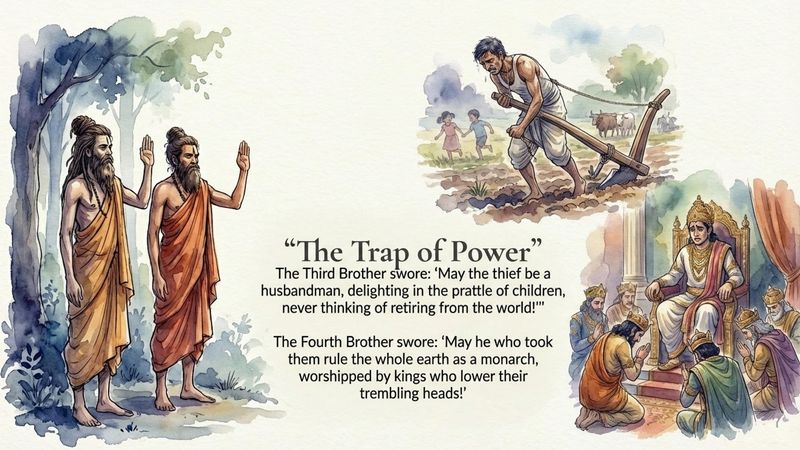 “The Trap of Power”
The Third Brother swore: ‘May the thief be a
husbandman, delighting in the prattle of children,
never thinking of retiring from the world!’”
The Fourth Brother swore: ‘May he who took
them rule the whole earth as a monarch,
worshipped by kings who lower their
trembling heads!’